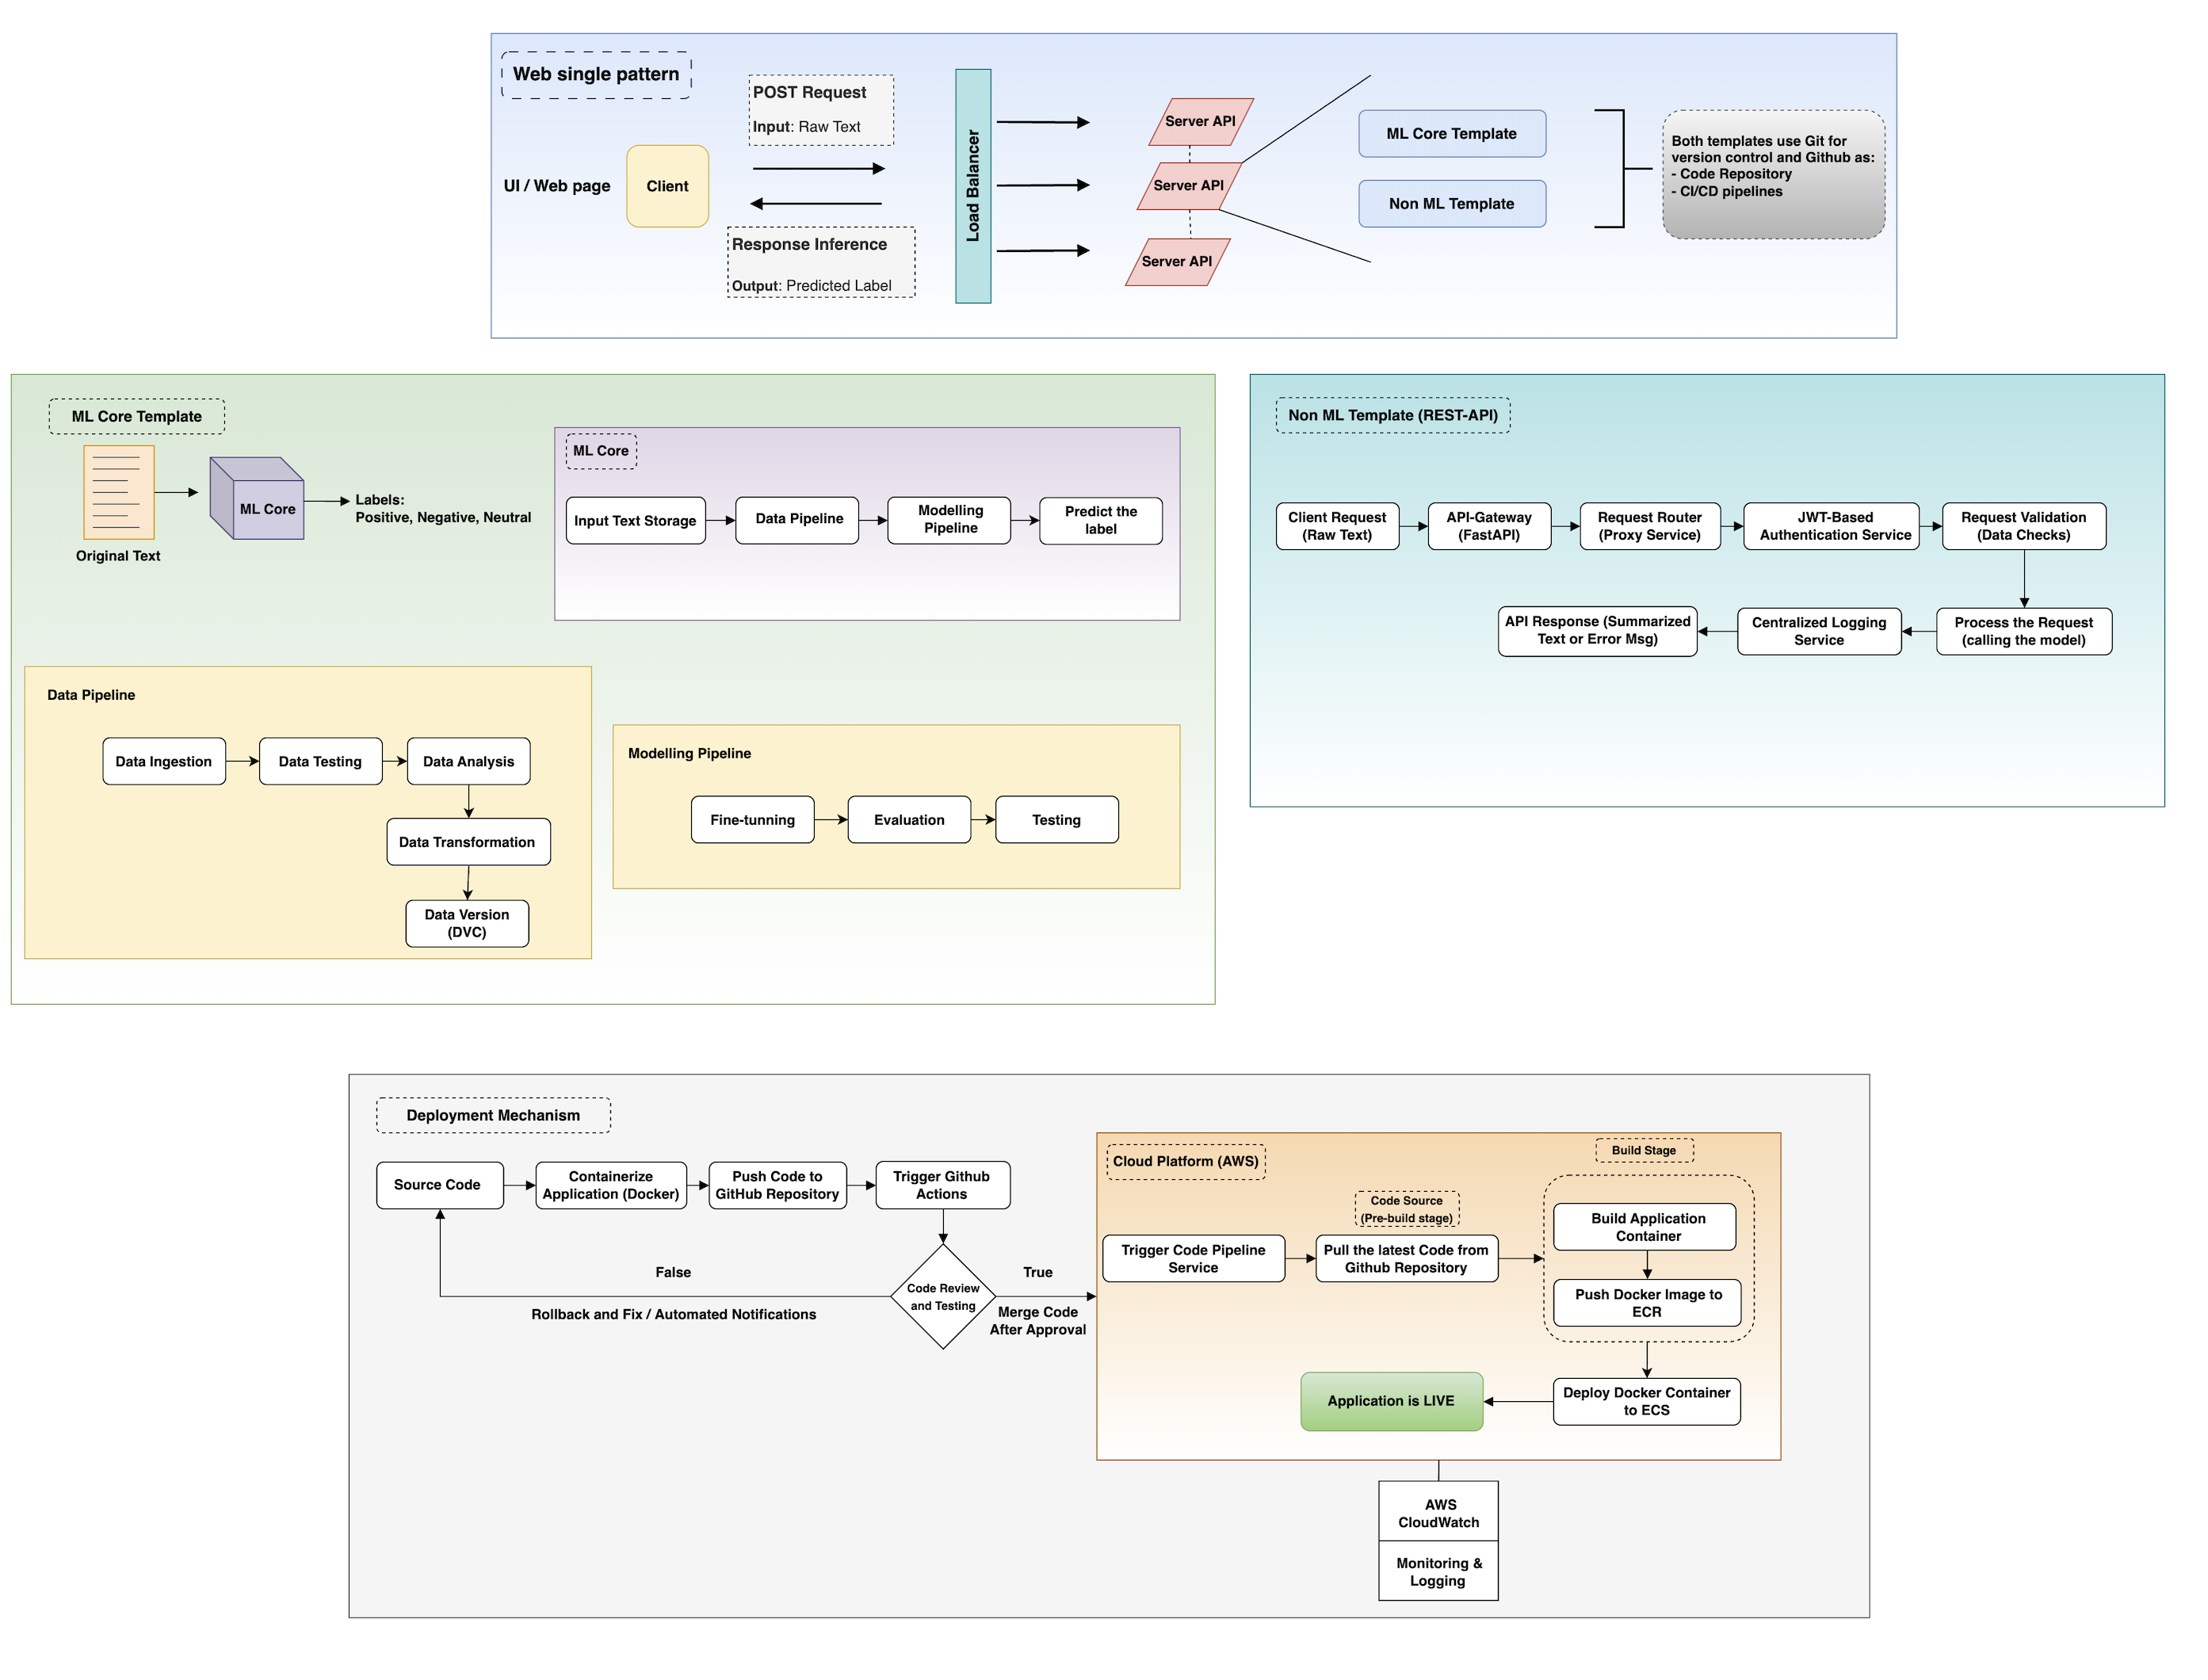 Web single pattern
POST Request
Input: Raw Text
UI / Web page
Client
Response Inference
Output: Predicted Label
Load Balancer
Server API
Server API
Server API
ML Core Template
Non ML Template
Both templates use Git for
version control and Github as:
- Code Repository
- CI/CD pipelines
ML Core Template
Original Text
ML Core
Labels:
Positive, Negative, Neutral
ML Core
Input Text Storage
Data Pipeline
Modelling
Pipeline
Predict the
label
Data Pipeline
Data Ingestion
Data Testing
Data Analysis
Data Transformation
Data Version
(DVC)
Modelling Pipeline
Fine-tunning
Evaluation
Testing
Non ML Template (REST-API)
Client Request
(Raw Text)
API-Gateway
(FastAPI)
Request Router
(Proxy Service)
JWT-Based
Authentication Service
Request Validation
(Data Checks)
Process the Request
(calling the model)
Centralized Logging
Service
API Response (Summarized
Text or Error Msg)
Deployment Mechanism
Source Code
Containerize
Application (Docker)
Push Code to
GitHub Repository
Trigger Github
Actions
Code Review
and Testing
False
Rollback and Fix / Automated Notifications
True
Merge Code
After Approval
Cloud Platform (AWS)
Trigger Code Pipeline
Service
Code Source
(Pre-build stage)
Pull the latest Code from
Github Repository
Build Stage
Build Application
Container
Push Docker Image to
ECR
Deploy Docker Container
to ECS
Application is LIVE
AWS
CloudWatch
Monitoring &
Logging